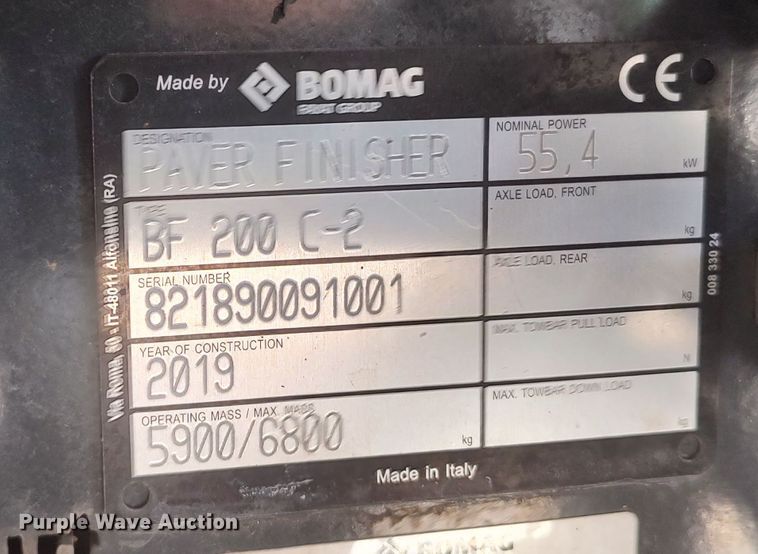 Made by BOMAG
FAYAT GROUP
CE
DESIGNATION
PAVER FINISHER
NOMINAL POWER
55,4
kW
TYPE
BF 200 C-2
AXLE LOAD, FRONT
kg
SERIAL NUMBER
821890091001
AXLE LOAD, REAR
kg
YEAR OF CONSTRUCTION
2019
MAX. TOWBAR PULL LOAD
N
OPERATING MASS / MAX. MASS
5900/6800
kg
MAX. TOWBAR DOWN LOAD
kg
Made in Italy
Via Roma, 50 - IT-48011 Alfonsine (RA)
008 330 24
Purple Wave Auction
BOMAG